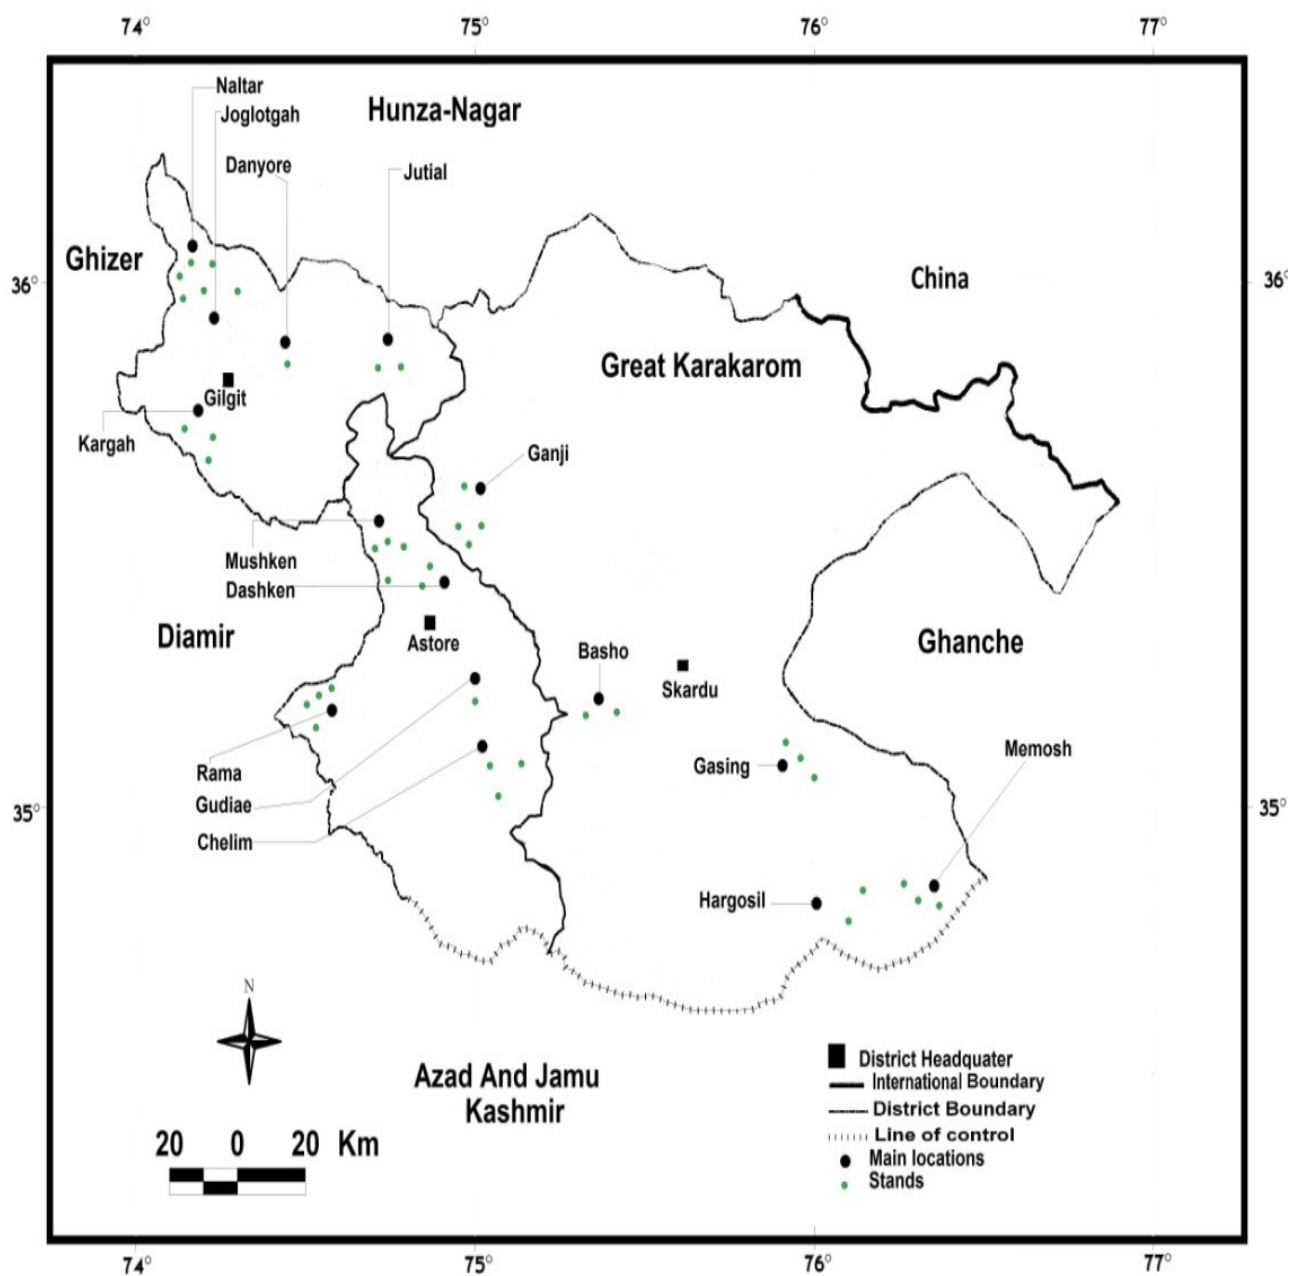 74° 75° 76° 77°
Naltar
Hunza-Nagar
Joglotgah
Danyore
Jutial
Ghizer
36°
China
36°
Great Karakarom
Gilgit
Kargah
Ganji
Mushken
Dashken
Diamir
Astore
Basho
Ghanche
Skardu
Memosh
Gasing
Rama
Gudiae
35°
35°
Chelim
Hargosil
N
Azad And Jamu
Kashmir
District Headquater
International Boundary
District Boundary
Line of control
Main locations
Stands
20 0 20 Km
74° 75° 76° 77°